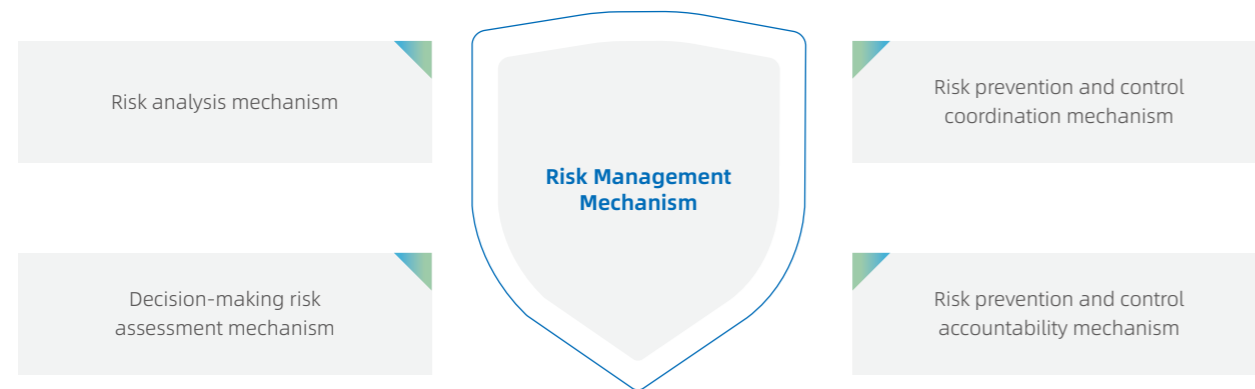 Risk analysis mechanism
Decision-making risk
assessment mechanism
Risk Management
Mechanism
Risk prevention and control
coordination mechanism
Risk prevention and control
accountability mechanism